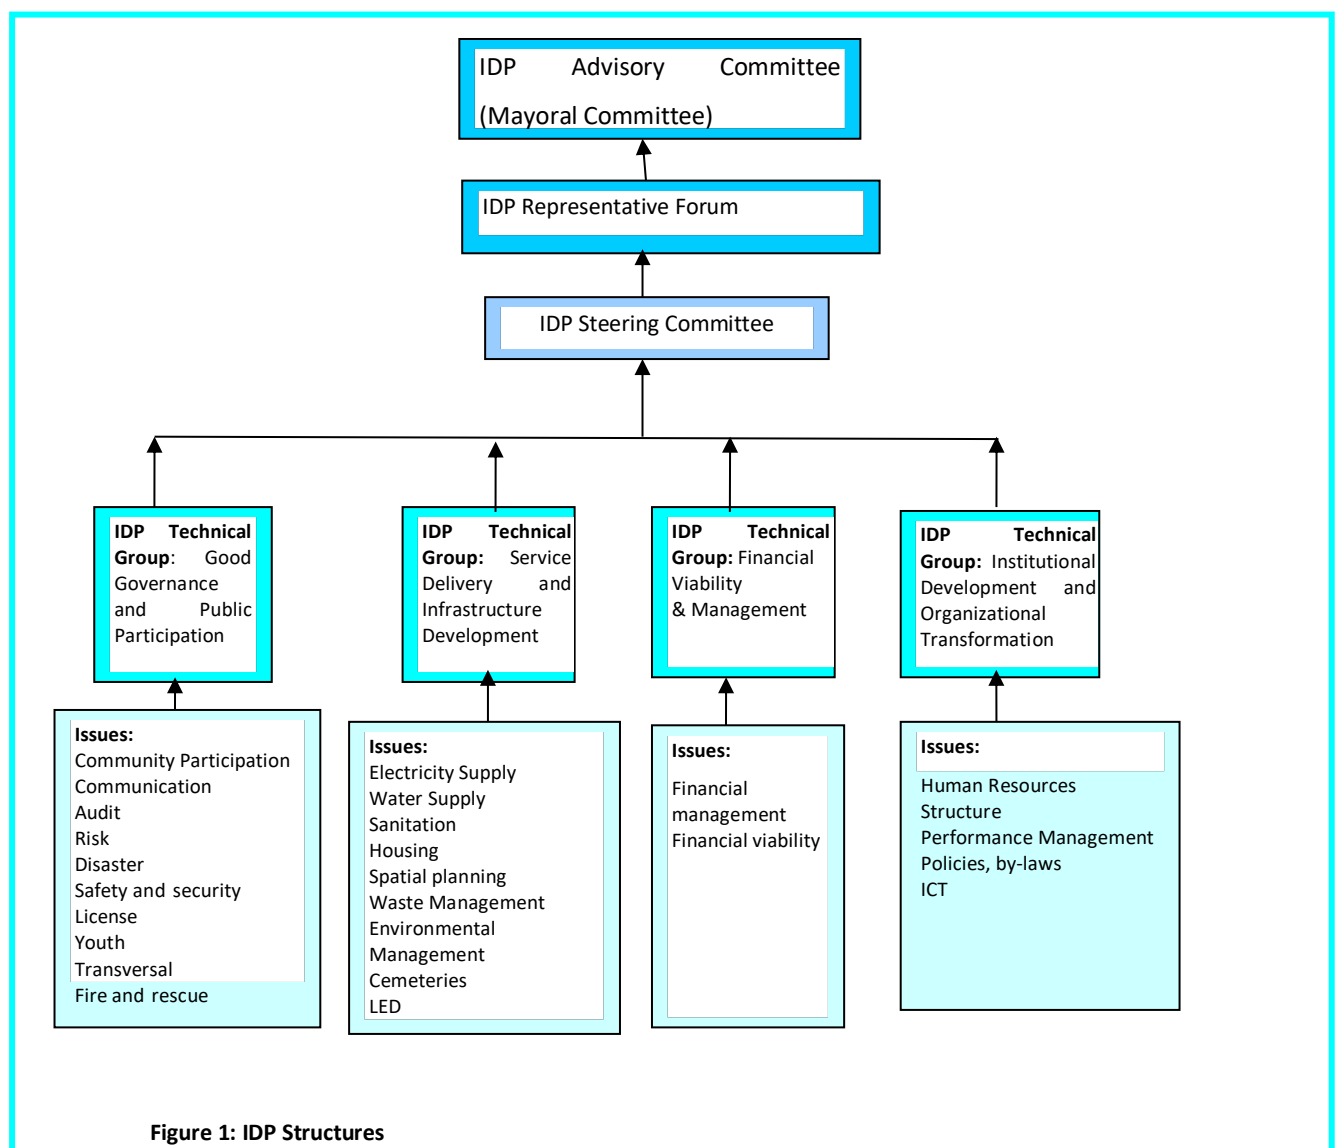 IDP Advisory Committee
(Mayoral Committee)
IDP Representative Forum
IDP Steering Committee
IDP Technical
Group: Good
Governance
and Public
Participation
IDP Technical
Group: Service
Delivery and
Infrastructure
Development
IDP Technical
Group: Financial
Viability
& Management
IDP Technical
Group: Institutional
Development and
Organizational
Transformation
Issues:
Community Participation
Communication
Audit
Risk
Disaster
Safety and security
License
Youth
Transversal
Fire and rescue
Issues:
Electricity Supply
Water Supply
Sanitation
Housing
Spatial planning
Waste Management
Environmental
Management
Cemeteries
LED
Issues:
Financial
management
Financial viability
Issues:
Human Resources
Structure
Performance Management
Policies, by-laws
ICT
Figure 1: IDP Structures